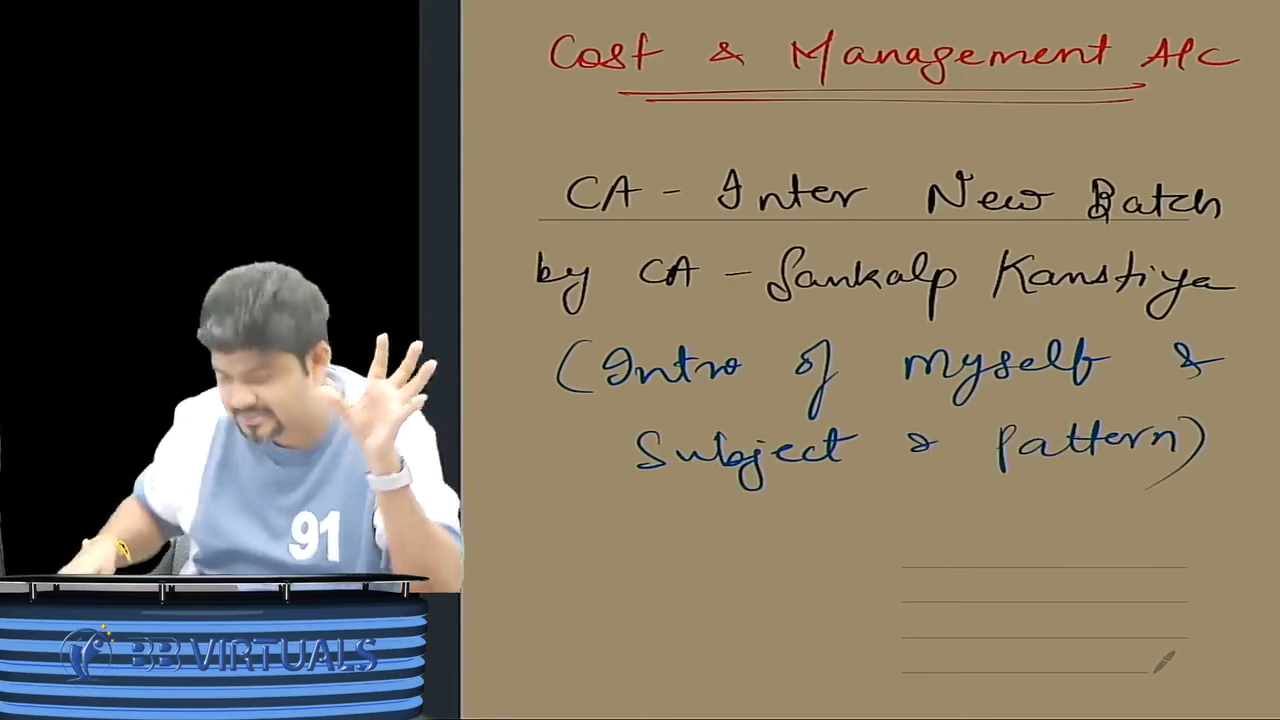 Cost & Management A/c
CA - Inter New Batch
by CA - Sankalp Kanstiya
(Intro of Myself &
Subject & Pattern)
91
BB VIRTUALS